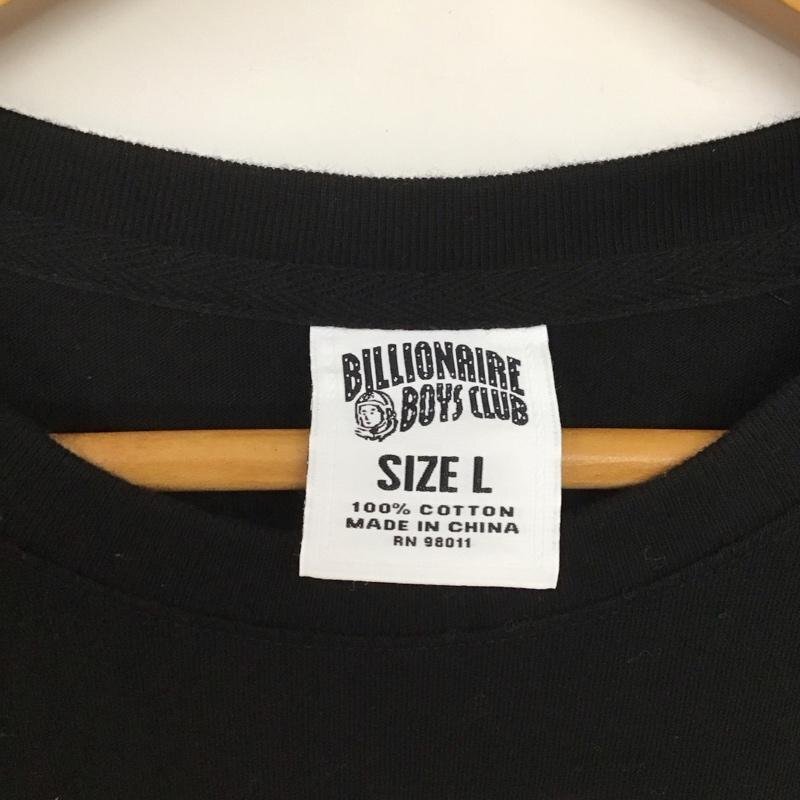 BILLIONAIRE
BOYS CLUB
SIZE L
100% COTTON
MADE IN CHINA
RN 98011